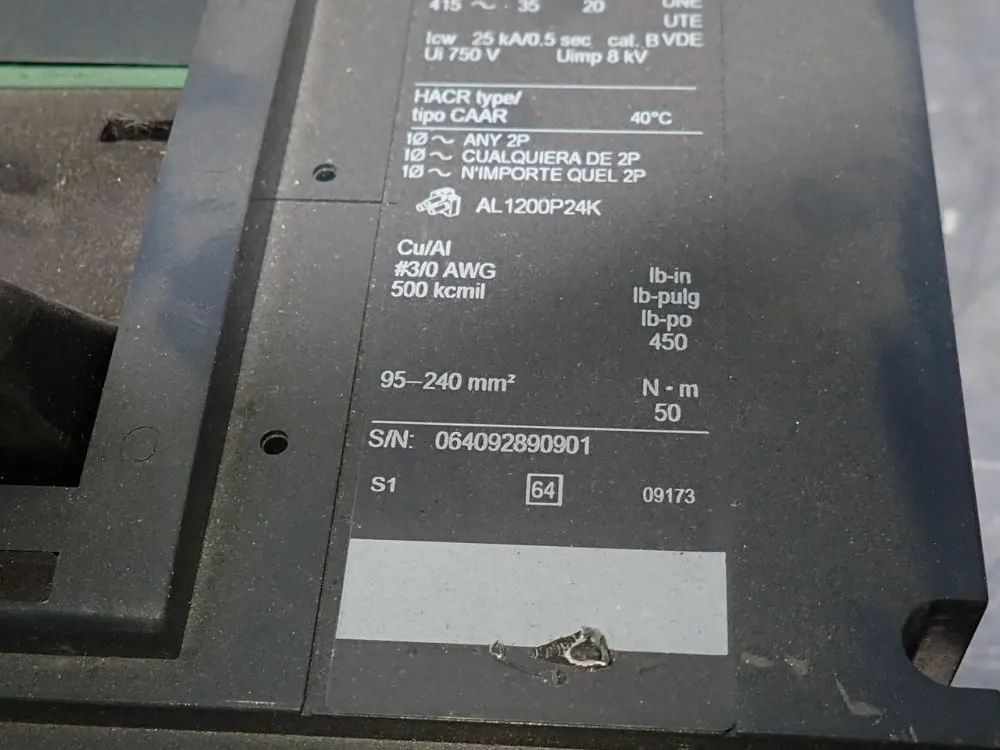 415 ~ 35 20 ONE
UTE
Icw 25 kA/0.5 sec cat. B VDE
Ui 750 V Uimp 8 kV
HACR type/
tipo CAAR 40°C
1Ø ~ ANY 2P
1Ø ~ CUALQUIERA DE 2P
1Ø ~ N'IMPORTE QUEL 2P
AL1200P24K
Cu/Al
#3/0 AWG lb-in
500 kcmil lb-pulg
lb-po
450
95–240 mm² N - m
50
S/N: 064092890901
S1 64 09173